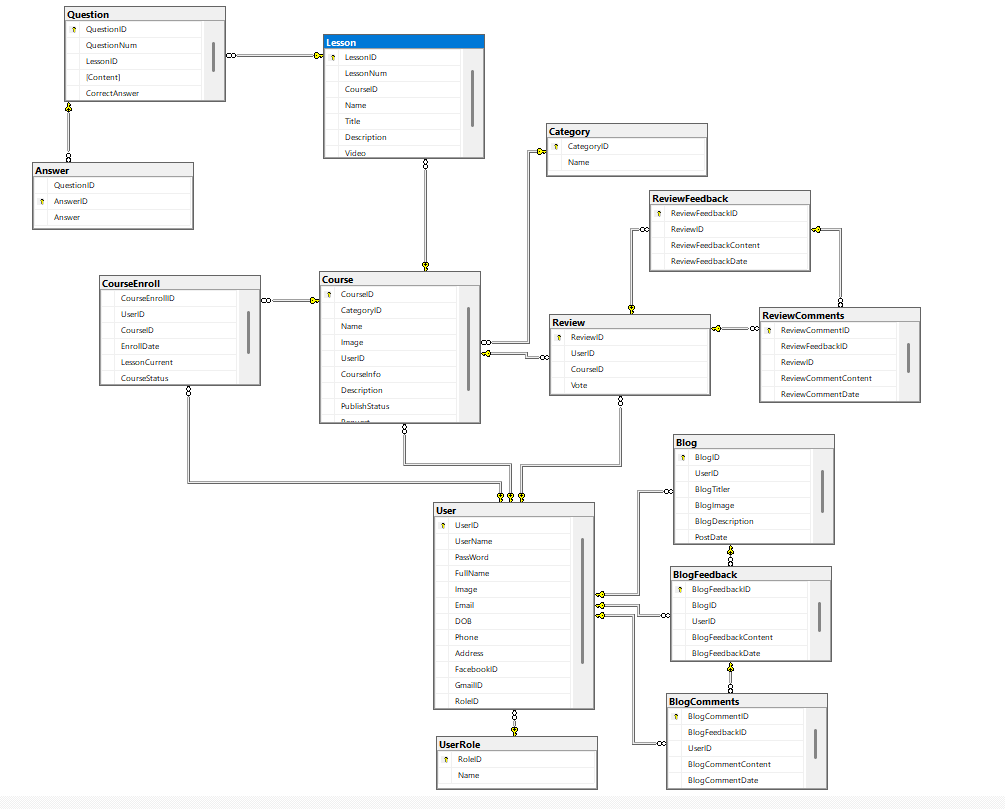 Question
QuestionID
QuestionNum
LessonID
[Content]
CorrectAnswer
Lesson
LessonID
LessonNum
CourseID
Name
Title
Description
Video
Category
CategoryID
Name
Answer
QuestionID
AnswerID
Answer
ReviewFeedback
ReviewFeedbackID
ReviewID
ReviewFeedbackContent
ReviewFeedbackDate
CourseEnroll
CourseEnrollID
UserID
CourseID
EnrollDate
LessonCurrent
CourseStatus
Course
CourseID
CategoryID
Name
Image
UserID
CourseInfo
Description
PublishStatus
Review
ReviewID
UserID
CourseID
Vote
ReviewComments
ReviewCommentID
ReviewFeedbackID
ReviewID
ReviewCommentContent
ReviewCommentDate
Blog
BlogID
UserID
BlogTitler
BlogImage
BlogDescription
PostDate
User
UserID
UserName
PassWord
FullName
Image
Email
DOB
Phone
Address
FacebookID
GmailID
RoleID
BlogFeedback
BlogFeedbackID
BlogID
UserID
BlogFeedbackContent
BlogFeedbackDate
BlogComments
BlogCommentID
BlogFeedbackID
UserID
BlogCommentContent
BlogCommentDate
UserRole
RoleID
Name